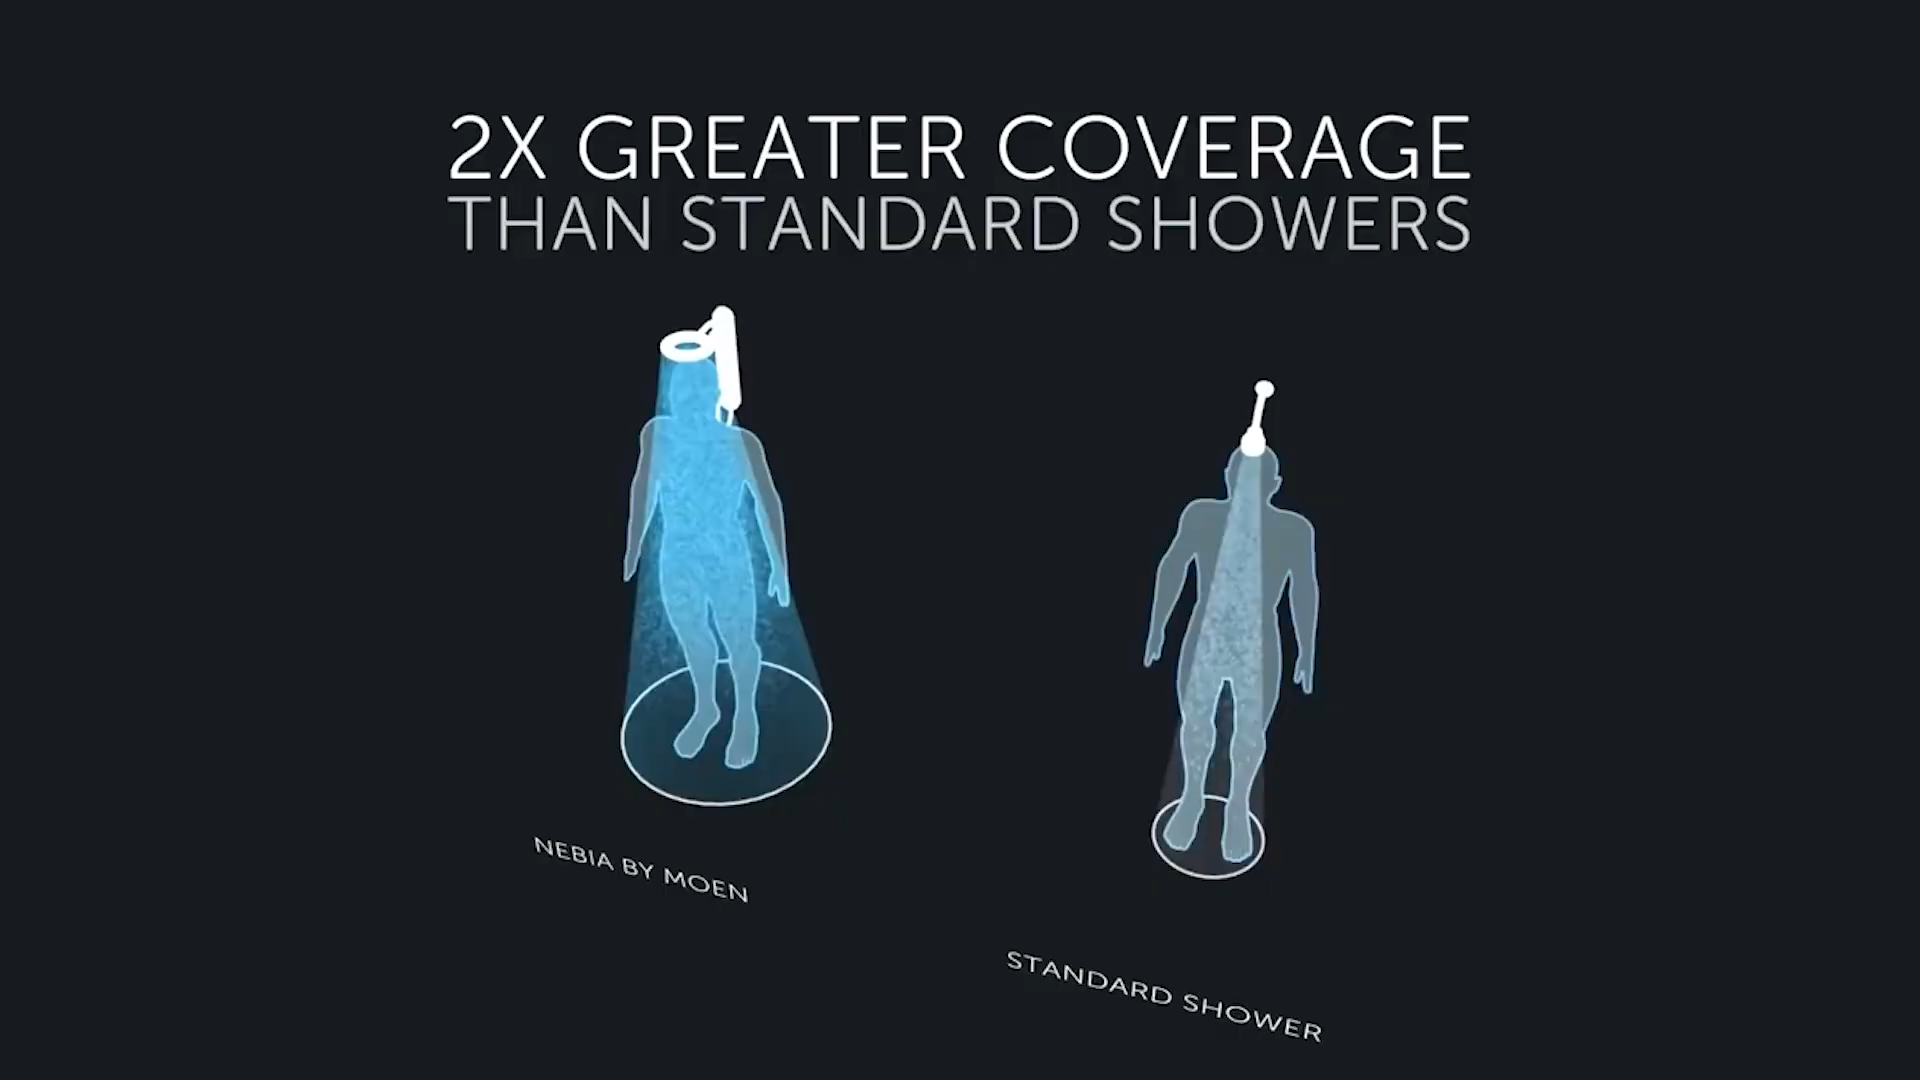 2X GREATER COVERAGE
THAN STANDARD SHOWERS
NEBIA BY MOEN
STANDARD SHOWER